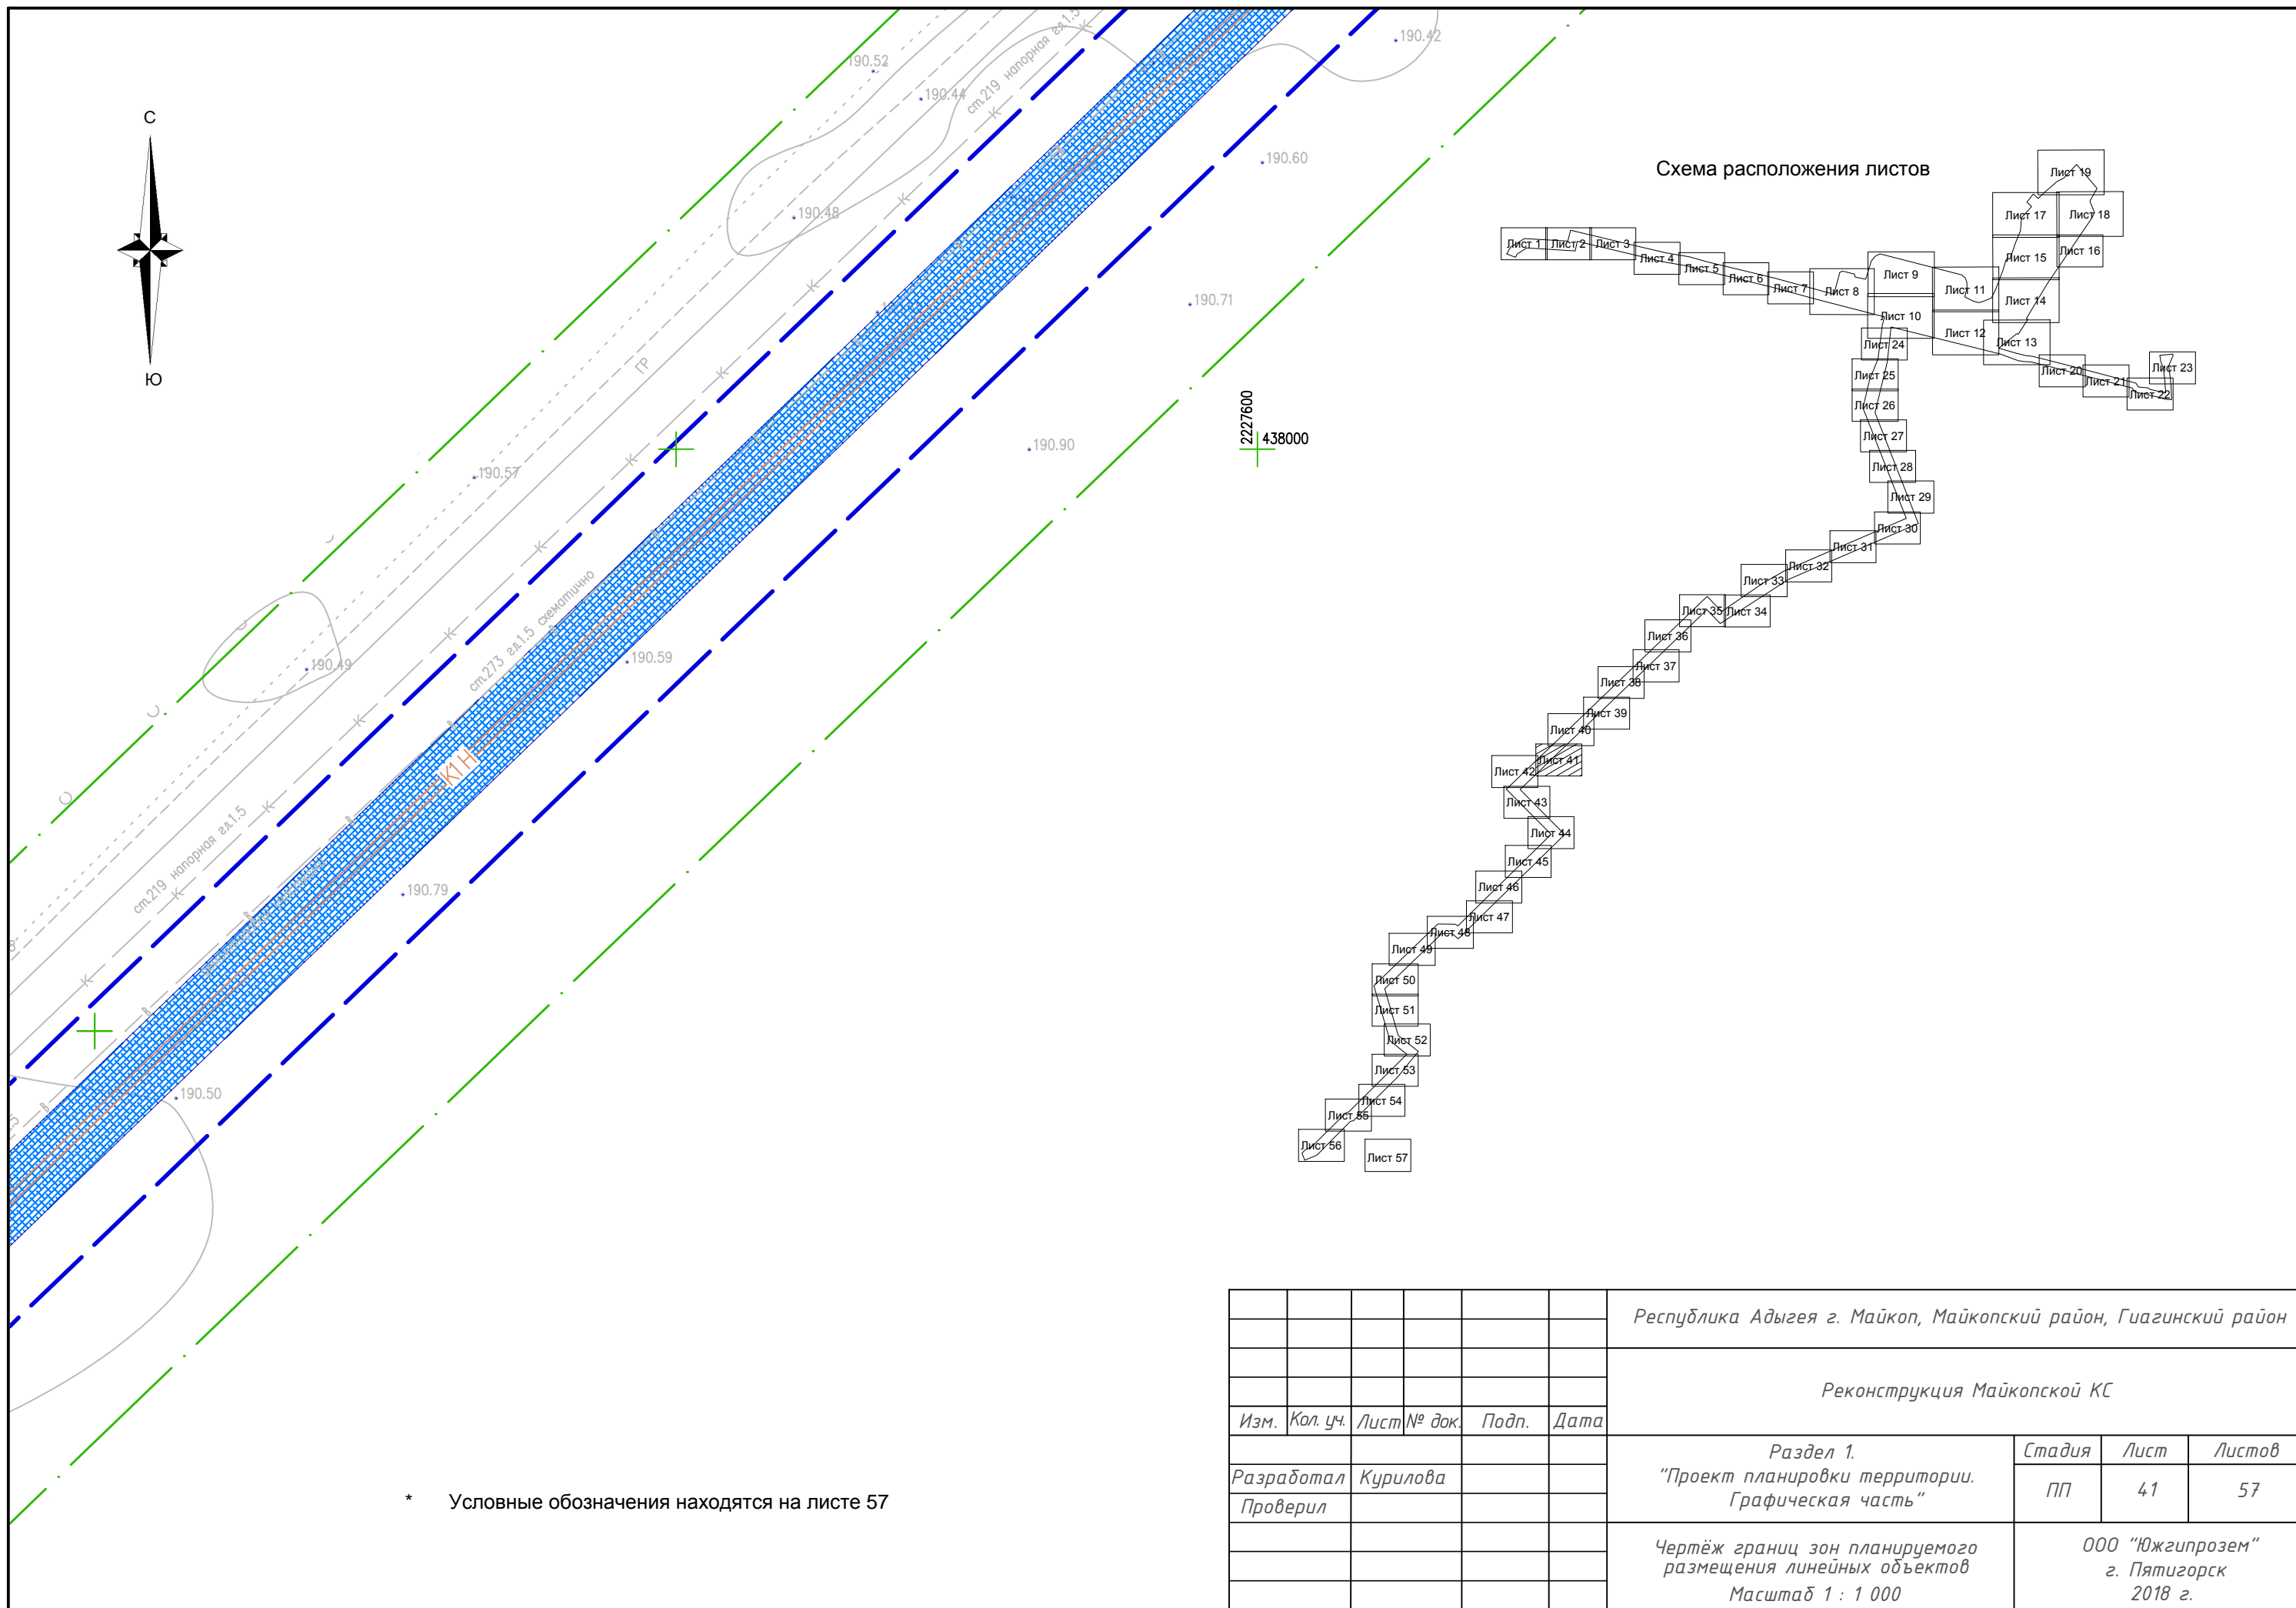 С
Ю
190.52
190.44
190.48
190.57
190.49
190.42
190.60
190.71
190.90
190.59
190.79
190.50
ст.219 напорная гл.1.5
ГР
ст.273 гл.1.5 схематично
К1Н
ст.219 напорная гл.1.5
2227600
438000
Схема расположения листов
Лист 1
Лист 2
Лист 3
Лист 4
Лист 5
Лист 6
Лист 7
Лист 8
Лист 9
Лист 10
Лист 11
Лист 12
Лист 13
Лист 14
Лист 15
Лист 16
Лист 17
Лист 18
Лист 19
Лист 20
Лист 21
Лист 22
Лист 23
Лист 24
Лист 25
Лист 26
Лист 27
Лист 28
Лист 29
Лист 30
Лист 31
Лист 32
Лист 33
Лист 34
Лист 35
Лист 36
Лист 37
Лист 38
Лист 39
Лист 40
Лист 41
Лист 42
Лист 43
Лист 44
Лист 45
Лист 46
Лист 47
Лист 48
Лист 49
Лист 50
Лист 51
Лист 52
Лист 53
Лист 54
Лист 55
Лист 56
Лист 57
* Условные обозначения находятся на листе 57
Республика Адыгея г. Майкоп, Майкопский район, Гиагинский район
Реконструкция Майкопской КС
Изм. Кол. уч. Лист № док. Подп. Дата
Разработал Курилова
Проверил
Раздел 1.
"Проект планировки территории.
Графическая часть"
Стадия Лист Листов
ПП 41 57
Чертёж границ зон планируемого
размещения линейных объектов
Масштаб 1 : 1 000
ООО "Южгипрозем"
г. Пятигорск
2018 г.